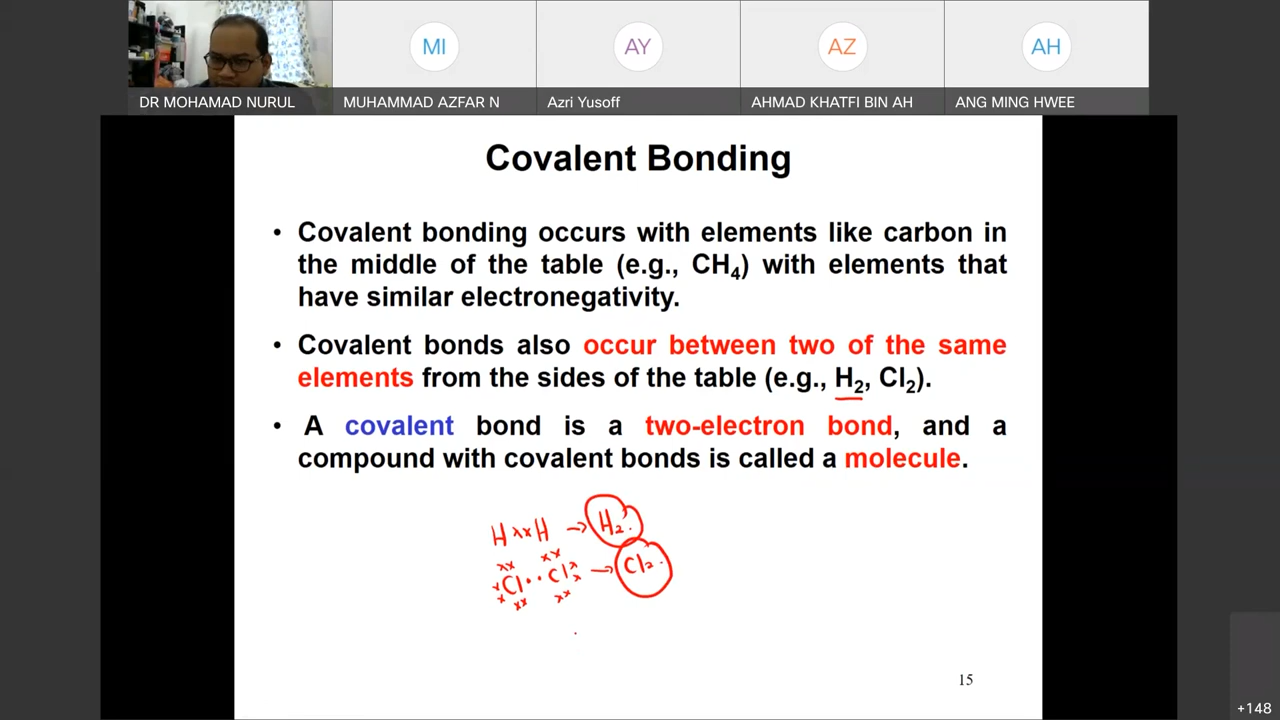 MI
AY
AZ
AH
DR MOHAMAD NURUL
MUHAMMAD AZFAR N
Azri Yusoff
AHMAD KHATFI BIN AH
ANG MING HWEE
Covalent Bonding
• Covalent bonding occurs with elements like carbon in
the middle of the table (e.g., CH₄) with elements that
have similar electronegativity.
• Covalent bonds also occur between two of the same
elements from the sides of the table (e.g., H₂, Cl₂).
• A covalent bond is a two-electron bond, and a
compound with covalent bonds is called a molecule.
H xx H → H₂.
Cl •• Cl → Cl₂.
15
+148